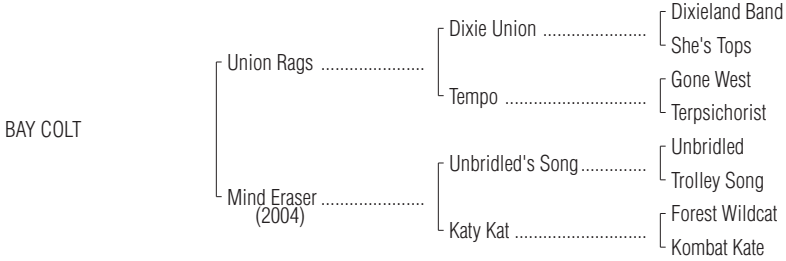 Dixieland Band
Dixie Union ......................
She's Tops
Union Rags ......................
Gone West
Tempo ..............................
Terpsichorist
BAY COLT
Unbridled
Unbridled's Song..............
Trolley Song
Mind Eraser ......................
(2004)
Forest Wildcat
Katy Kat ............................
Kombat Kate